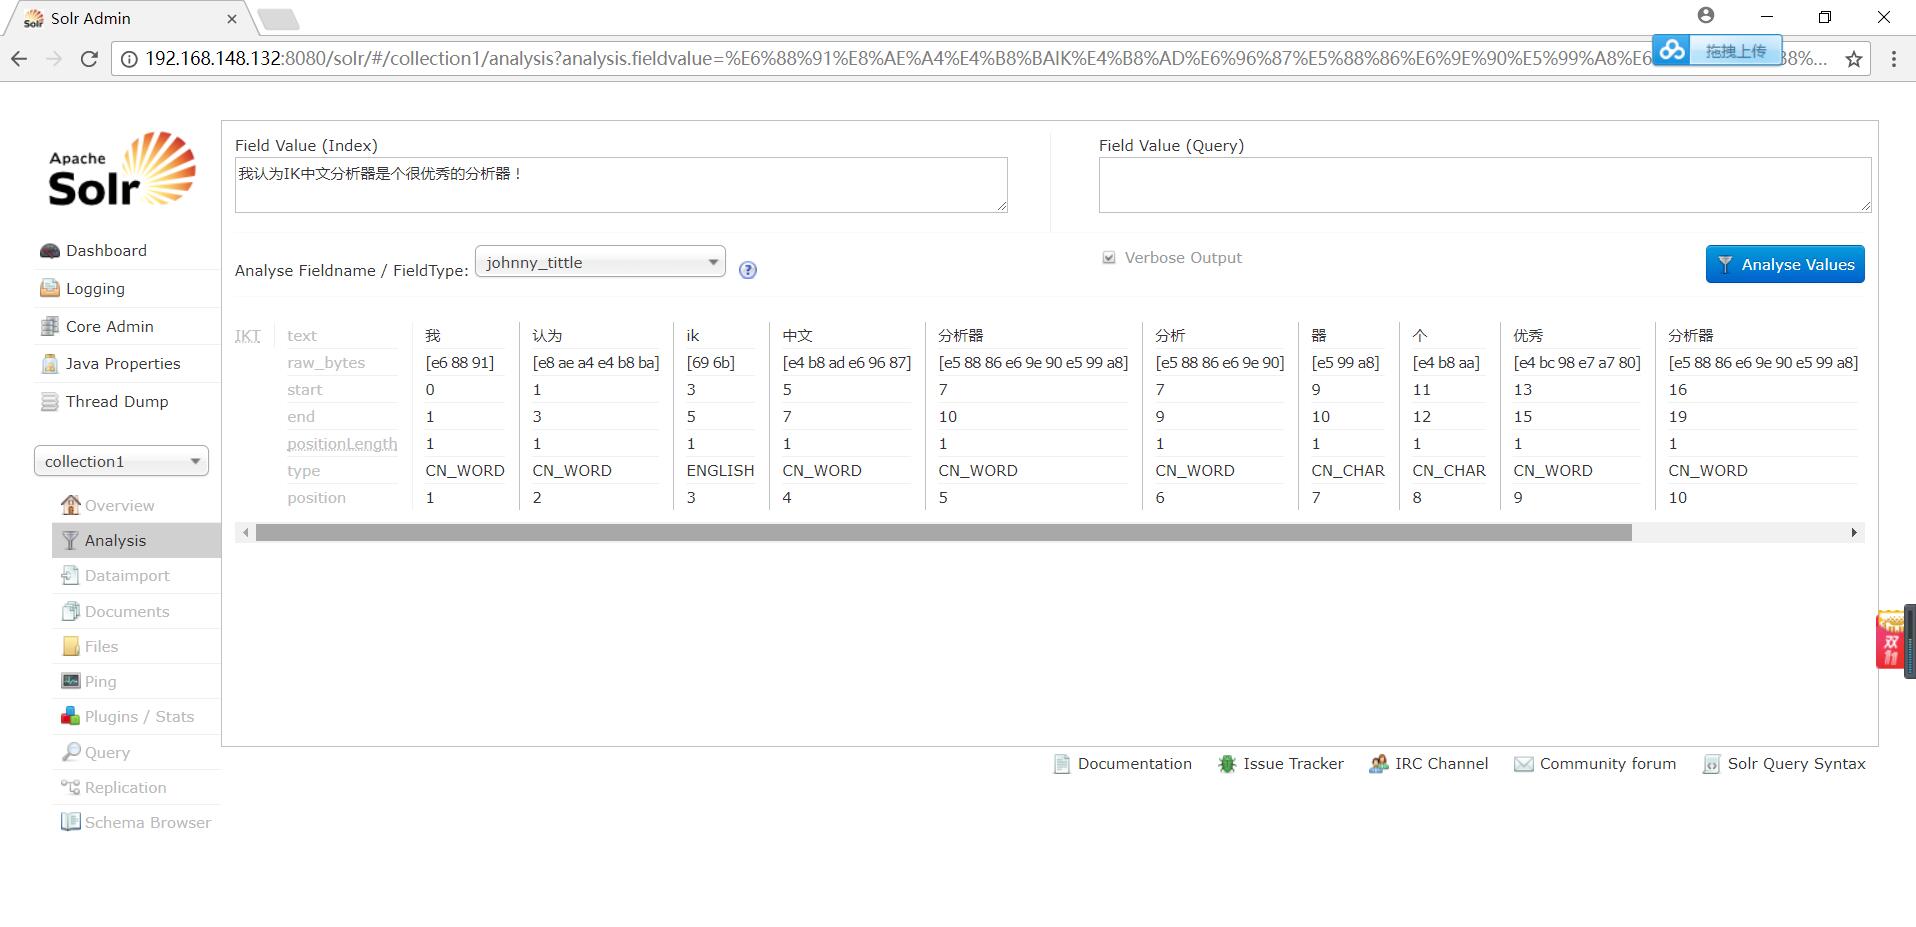 Solr Admin
192.168.148.132:8080/solr/#/collection1/analysis?analysis.fieldvalue=%E6%88%91%E8%AE%A4%E4%B8%BAIK%E4%B8%AD%E6%96%87%E5%88%86%E6%9E%90%E5%99%A8%E6
拖拽上传
38%...
Apache
Solr
Dashboard
Logging
Core Admin
Java Properties
Thread Dump
collection1
Overview
Analysis
Dataimport
Documents
Files
Ping
Plugins / Stats
Query
Replication
Schema Browser
Field Value (Index)
我认为IK中文分析器是个很优秀的分析器！
Field Value (Query)
Analyse Fieldname / FieldType: johnny_tittle ?
Verbose Output
Analyse Values
IKT text 我 认为 ik 中文 分析器 分析 器 个 优秀 分析器
raw_bytes [e6 88 91] [e8 ae a4 e4 b8 ba] [69 6b] [e4 b8 ad e6 96 87] [e5 88 86 e6 9e 90 e5 99 a8] [e5 88 86 e6 9e 90] [e5 99 a8] [e4 b8 aa] [e4 bc 98 e7 a7 80] [e5 88 86 e6 9e 90 e5 99 a8]
start 0 1 3 5 7 7 9 11 13 16
end 1 3 5 7 10 9 10 12 15 19
positionLength 1 1 1 1 1 1 1 1 1 1
type CN_WORD CN_WORD ENGLISH CN_WORD CN_WORD CN_WORD CN_CHAR CN_CHAR CN_WORD CN_WORD
position 1 2 3 4 5 6 7 8 9 10
双
11
Documentation Issue Tracker IRC Channel Community forum Solr Query Syntax